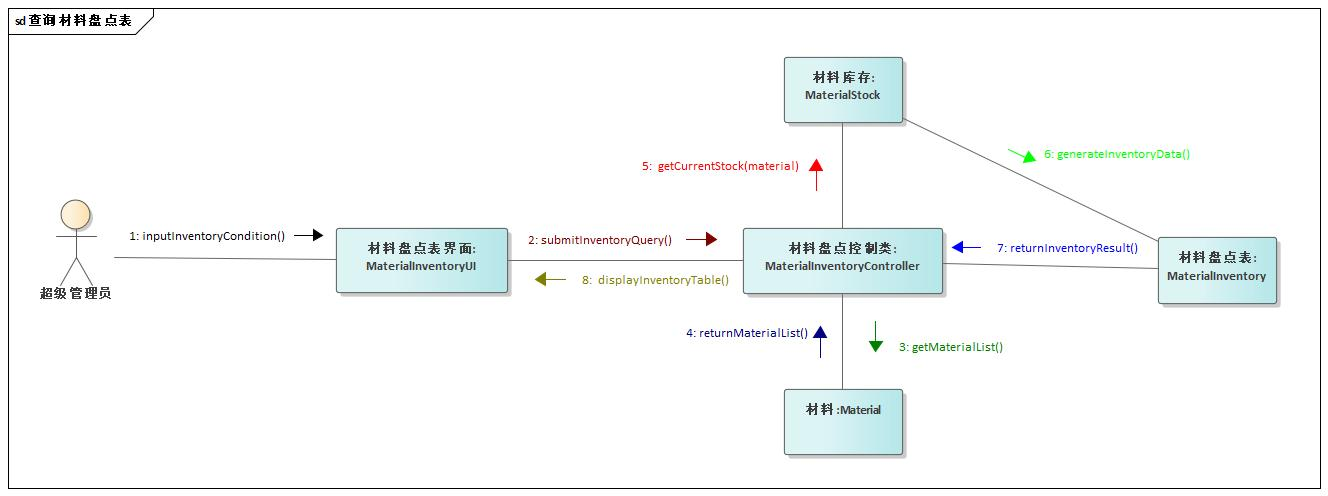 sd 查询材料盘点表
材料库存:
MaterialStock
5: getCurrentStock(material)
6: generateInventoryData()
1: inputInventoryCondition()
超级管理员
材料盘点表界面:
MaterialInventoryUI
2: submitInventoryQuery()
8: displayInventoryTable()
材料盘点控制类:
MaterialInventoryController
7: returnInventoryResult()
材料盘点表:
MaterialInventory
4: returnMaterialList()
3: getMaterialList()
材料:Material